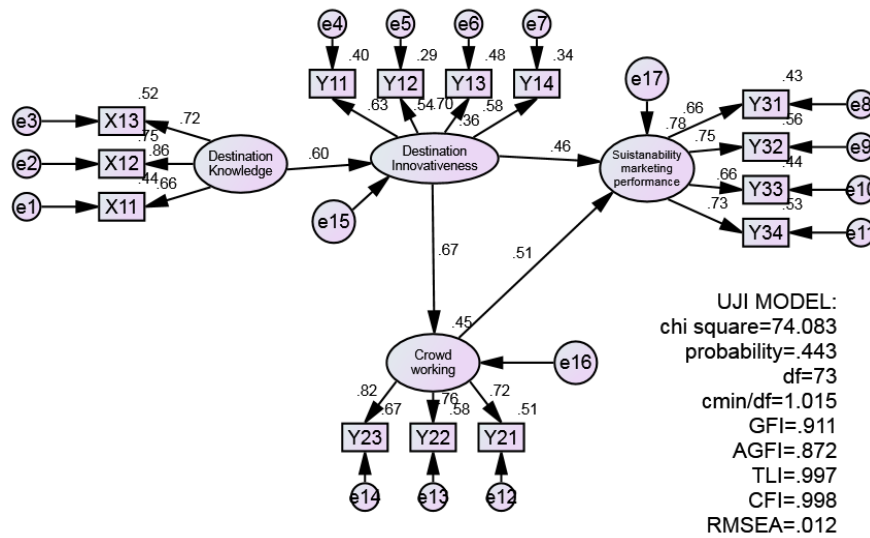 e4
e5
e6
e7
.40
.29
.48
.34
Y11
Y12
Y13
Y14
.63
.54
.70
.36
.58
e17
.43
e8
Y31
.66
.78
.56
e9
Y32
.75
.44
e10
Y33
.66
.53
e11
Y34
.73
.52
e3
X13
.72
.75
e2
X12
.86
.44
e1
X11
.66
Destination
Knowledge
.60
Destination
Innovativeness
.46
Suistanability
marketing
performance
e15
.67
.51
.45
Crowd
working
e16
.82
.76
.72
.67
.58
.51
Y23
Y22
Y21
e14
e13
e12
UJI MODEL:
chi square=74.083
probability=.443
df=73
cmin/df=1.015
GFI=.911
AGFI=.872
TLI=.997
CFI=.998
RMSEA=.012